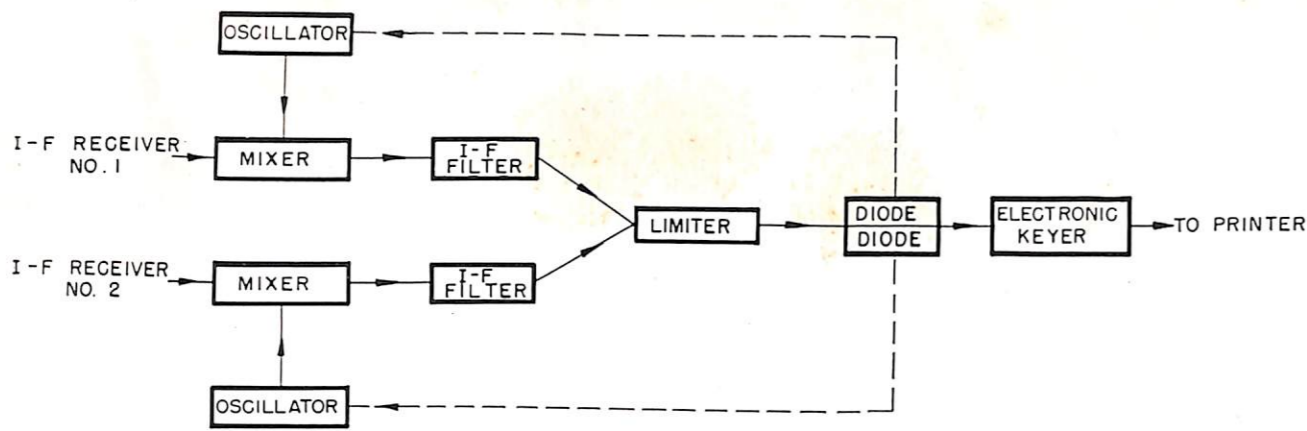 OSCILLATOR
I-F RECEIVER
NO. 1
MIXER
I-F
FILTER
LIMITER
DIODE
DIODE
ELECTRONIC
KEYER
TO PRINTER
I-F RECEIVER
NO. 2
MIXER
I-F
FILTER
OSCILLATOR